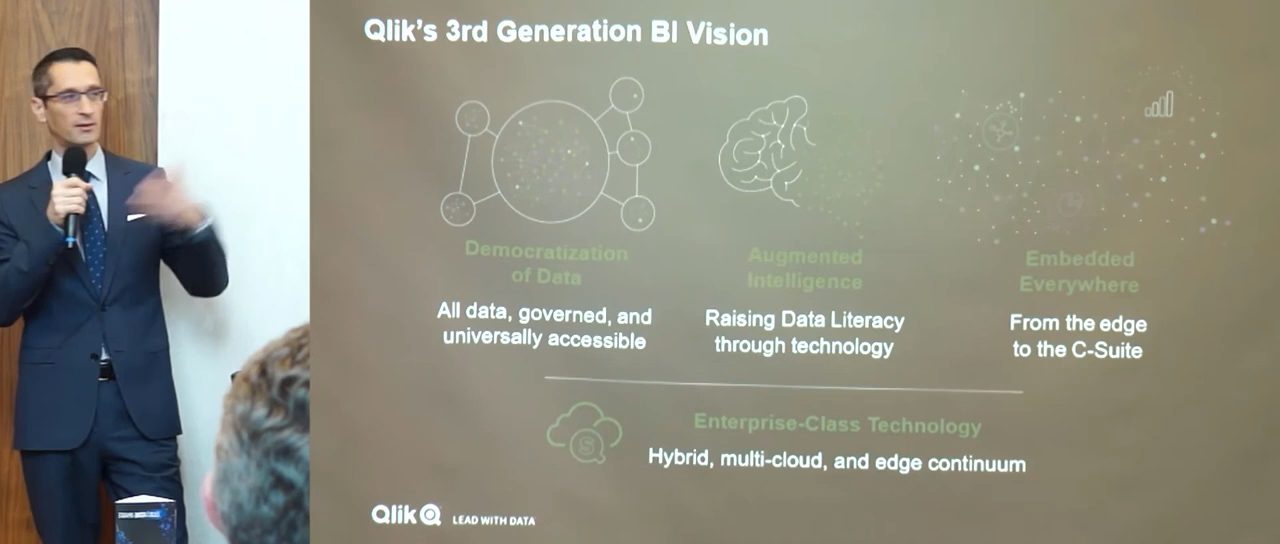 Qlik's 3rd Generation BI Vision
Democratization
of Data
All data, governed, and
universally accessible
Augmented
Intelligence
Raising Data Literacy
through technology
Embedded
Everywhere
From the edge
to the C-Suite
Enterprise-Class Technology
Hybrid, multi-cloud, and edge continuum
Qlik
LEAD WITH DATA